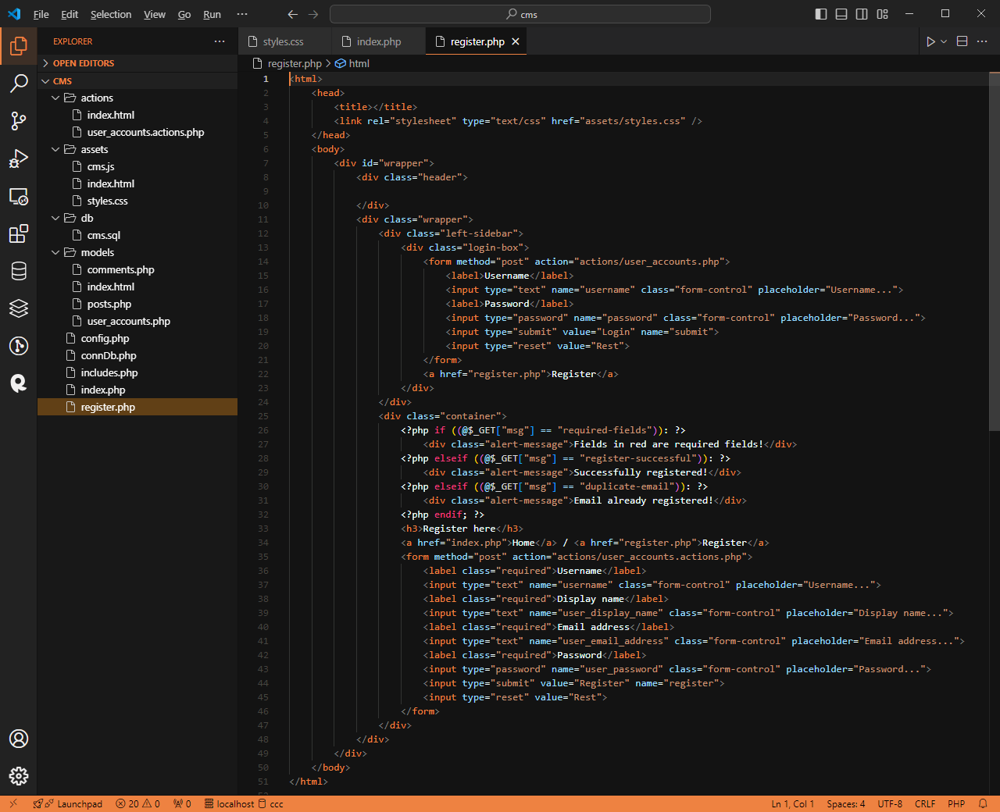 File Edit Selection View Go Run ··· cms
EXPLORER ···
OPEN EDITORS
CMS
actions
index.html
user_accounts.actions.php
assets
cms.js
index.html
styles.css
db
cms.sql
models
comments.php
index.html
posts.php
user_accounts.php
config.php
connDb.php
includes.php
index.php
register.php
styles.css index.php register.php
register.php > html
1 <html>
2 <head>
3 <title></title>
4 <link rel="stylesheet" type="text/css" href="assets/styles.css" />
5 </head>
6 <body>
7 <div id="wrapper">
8 <div class="header">
9
10 </div>
11 <div class="wrapper">
12 <div class="left-sidebar">
13 <div class="login-box">
14 <form method="post" action="actions/user_accounts.php">
15 <label>Username</label>
16 <input type="text" name="username" class="form-control" placeholder="Username...">
17 <label>Password</label>
18 <input type="password" name="password" class="form-control" placeholder="Password...">
19 <input type="submit" value="Login" name="submit">
20 <input type="reset" value="Rest">
21 </form>
22 <a href="register.php">Register</a>
23 </div>
24 </div>
25 <div class="container">
26 <?php if ((@$_GET["msg"] == "required-fields")): ?>
27 <div class="alert-message">Fields in red are required fields!</div>
28 <?php elseif ((@$_GET["msg"] == "register-successful")): ?>
29 <div class="alert-message">Successfully registered!</div>
30 <?php elseif ((@$_GET["msg"] == "duplicate-email")): ?>
31 <div class="alert-message">Email already registered!</div>
32 <?php endif; ?>
33 <h3>Register here</h3>
34 <a href="index.php">Home</a> / <a href="register.php">Register</a>
35 <form method="post" action="actions/user_accounts.actions.php">
36 <label class="required">Username</label>
37 <input type="text" name="username" class="form-control" placeholder="Username...">
38 <label class="required">Display name</label>
39 <input type="text" name="user_display_name" class="form-control" placeholder="Display name...">
40 <label class="required">Email address</label>
41 <input type="text" name="user_email_address" class="form-control" placeholder="Email address...">
42 <label class="required">Password</label>
43 <input type="password" name="user_password" class="form-control" placeholder="Password...">
44 <input type="submit" value="Register" name="register">
45 <input type="reset" value="Rest">
46 </form>
47 </div>
48 </div>
49 </div>
50 </body>
51 </html>
Launchpad 20 0 0 localhost ccc Ln 1, Col 1 Spaces: 4 UTF-8 CRLF PHP